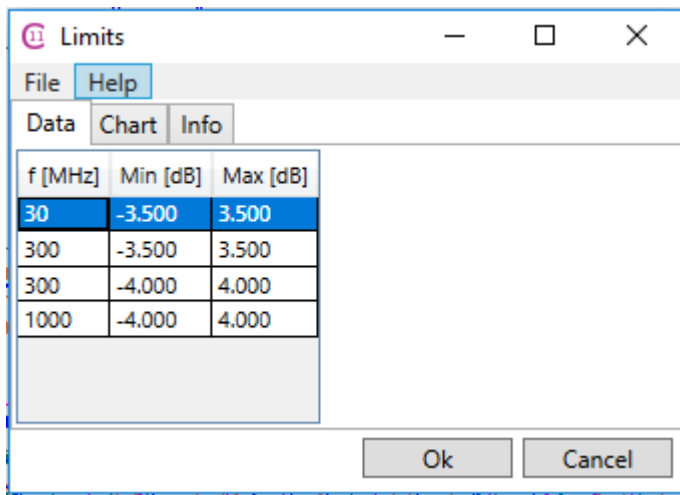 11 Limits
File Help
Data Chart Info
f [MHz] Min [dB] Max [dB]
30 -3.500 3.500
300 -3.500 3.500
300 -4.000 4.000
1000 -4.000 4.000
Ok Cancel